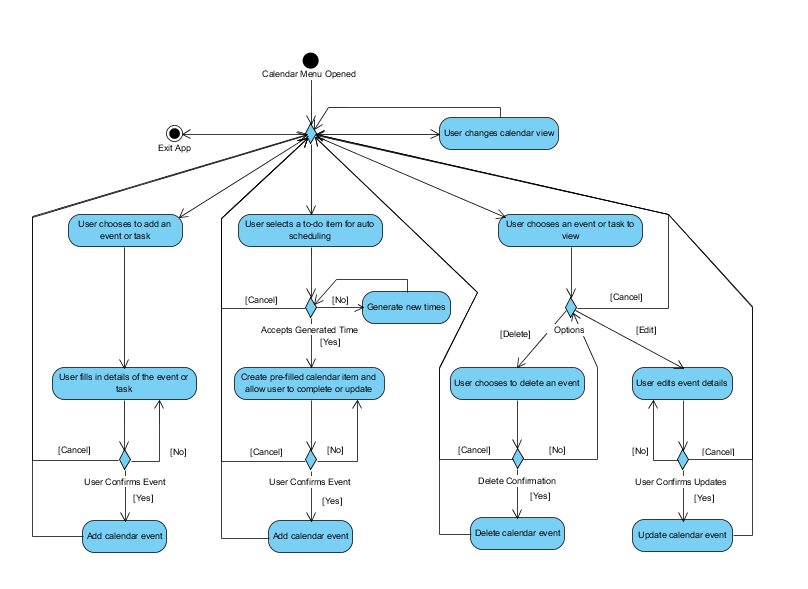 Calendar Menu Opened
User changes calendar view
Exit App
User chooses to add an
event or task
User selects a to-do item for auto
scheduling
User chooses an event or task to
view
[Cancel]
[No]
Generate new times
[Cancel]
Accepts Generated Time
[Yes]
Options
[Delete]
[Edit]
User fills in details of the event or
task
Create pre-filled calendar item and
allow user to complete or update
User chooses to delete an event
User edits event details
[Cancel]
[No]
[Cancel]
[No]
[Cancel]
[No]
[No]
[Cancel]
User Confirms Event
User Confirms Event
Delete Confirmation
User Confirms Updates
[Yes]
[Yes]
[Yes]
[Yes]
Add calendar event
Add calendar event
Delete calendar event
Update calendar event